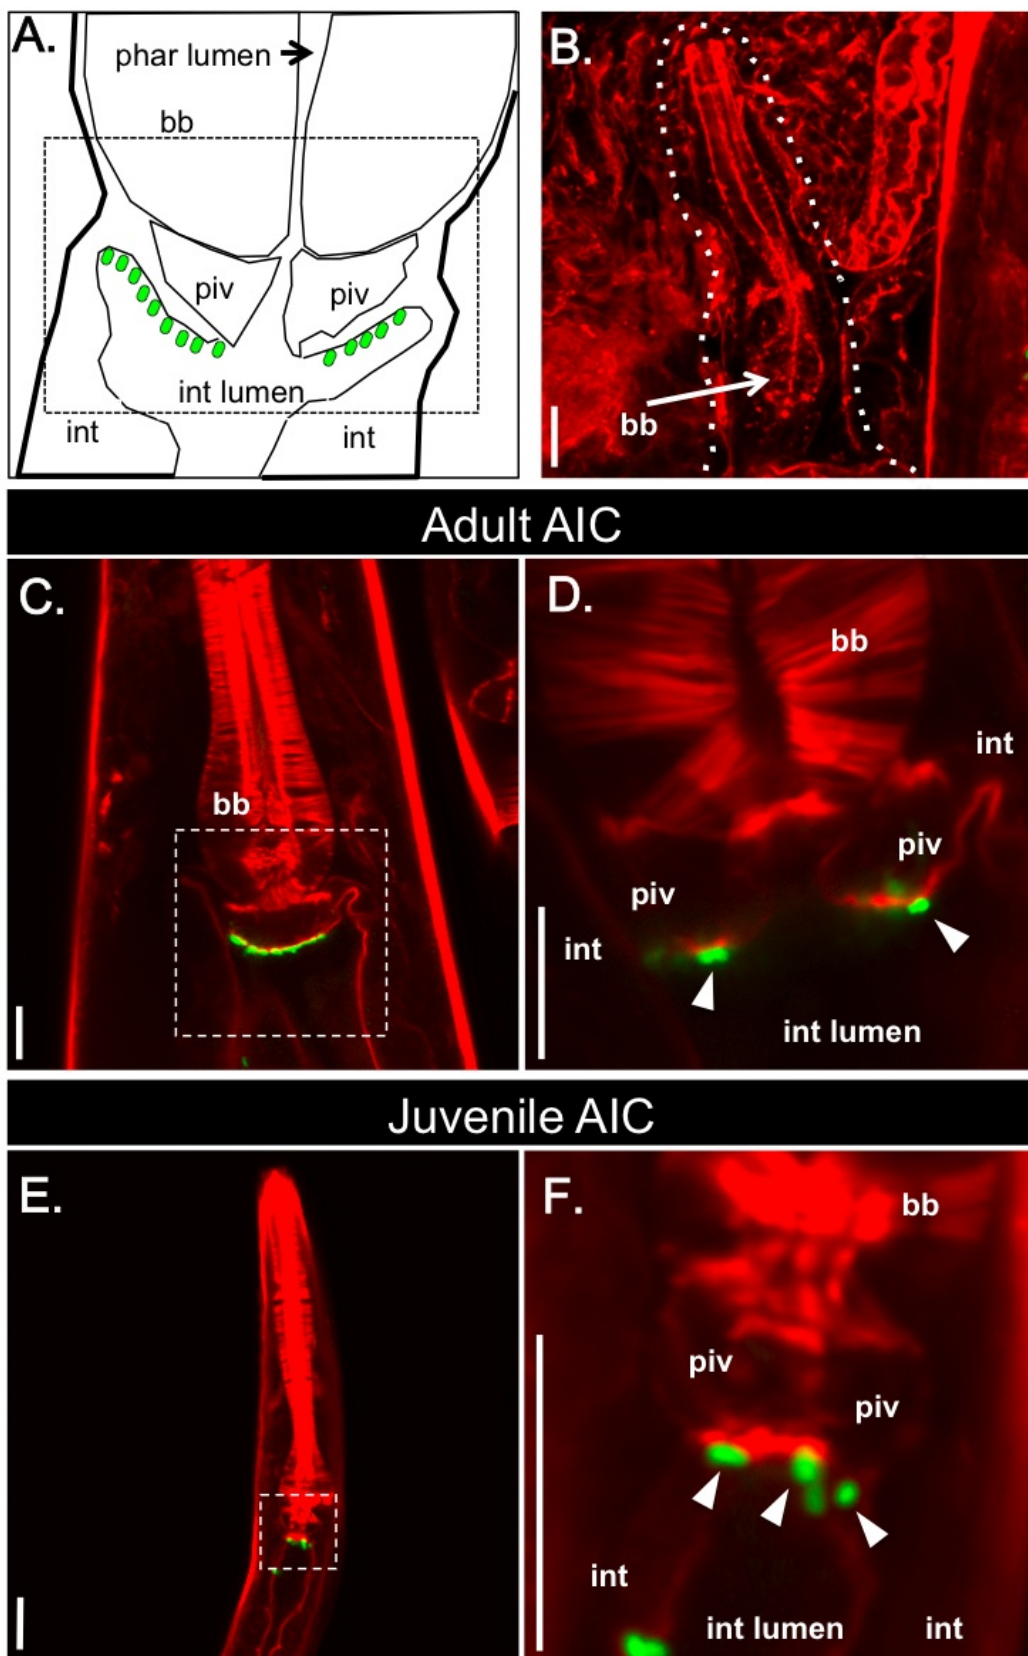 A.
phar lumen
bb
piv
piv
int lumen
int
int
B.
bb
Adult AIC
C.
bb
D.
bb
int
piv
piv
int
int lumen
Juvenile AIC
E.
F.
bb
piv
piv
int
int lumen
int